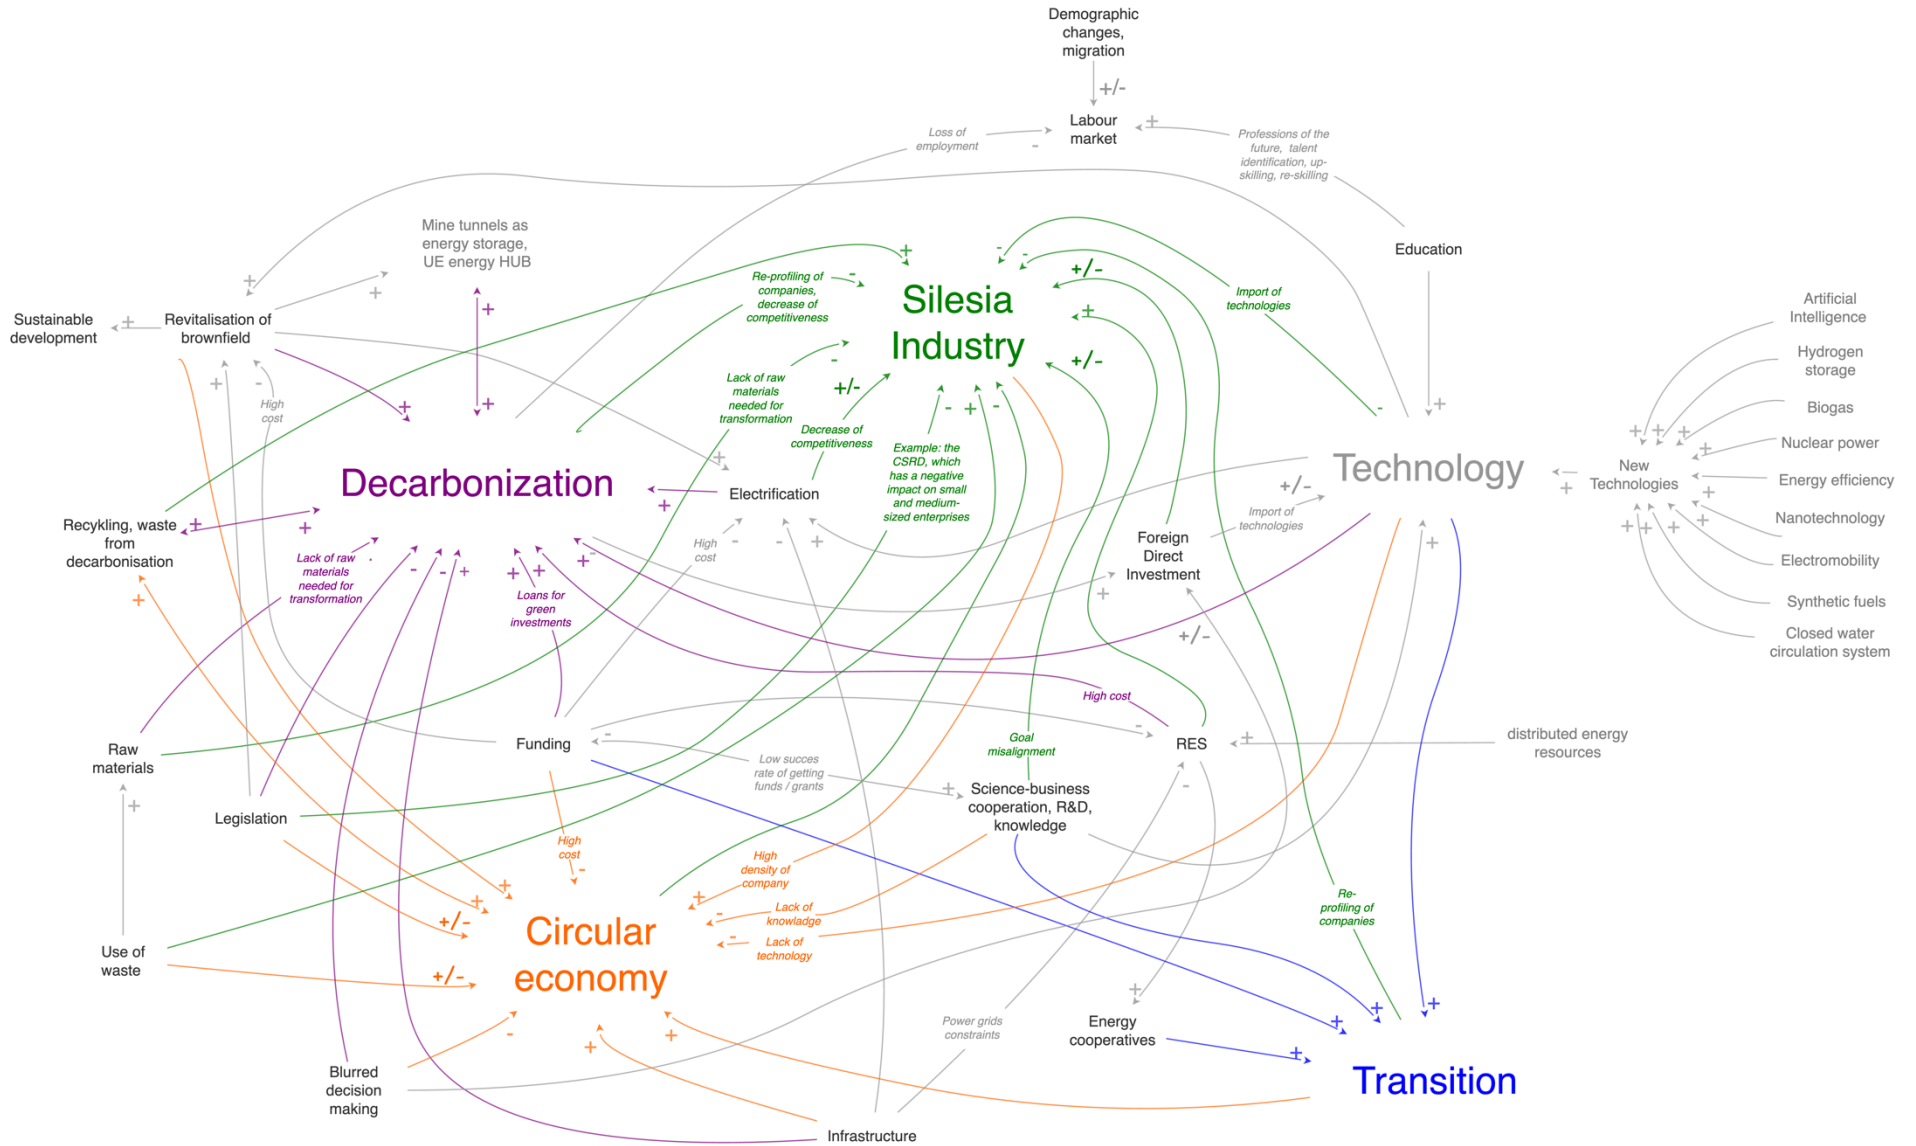 Demographic
changes,
migration
+/-
Labour
market
Loss of
employment
-
+
Professions of the
future, talent
identification, up-
skilling, re-skilling
Education
+
Mine tunnels as
energy storage,
UE energy HUB
+
+
+
+
Sustainable
development
+
Revitalisation of
brownfield
+
-
High
cost
+
Re-profiling of
companies,
decrease of
competitiveness
-
+
-
-
+/-
+
+/-
Silesia
Industry
Import of
technologies
-
Lack of raw
materials
needed for
transformation
-
+/-
Decrease of
competitiveness
-
+
-
Example: the
CSRD, which
has a negative
impact on small
and medium-
sized enterprises
Artificial
Intelligence
Hydrogen
storage
Biogas
Nuclear power
Energy efficiency
Nanotechnology
Electromobility
Synthetic fuels
Closed water
circulation system
+
+
+
+
+
+
+
+
+
New
Technologies
+
Technology
+/-
Import of
technologies
+
Foreign
Direct
Investment
+
+/-
Decarbonization
Electrification
+
+
High
cost
-
-
+
Recykling, waste
from
decarbonisation
+
+
+
Lack of raw
materials
needed for
transformation
-
-
+
+
+
+
-
Loans for
green
investments
High cost
Raw
materials
+
Legislation
Funding
-
Low succes
rate of getting
funds / grants
+
Goal
misalignment
Science-business
cooperation, R&D,
knowledge
-
RES
+
-
distributed energy
resources
High
cost
-
High
density of
company
+
Lack of
knowladge
-
Lack of
technology
-
+
+
+/-
+/-
Circular
economy
-
+
+
Use of
waste
Blurred
decision
making
Infrastructure
Power grids
constraints
+
Energy
cooperatives
+
Re-
profiling of
companies
+
+
+
Transition